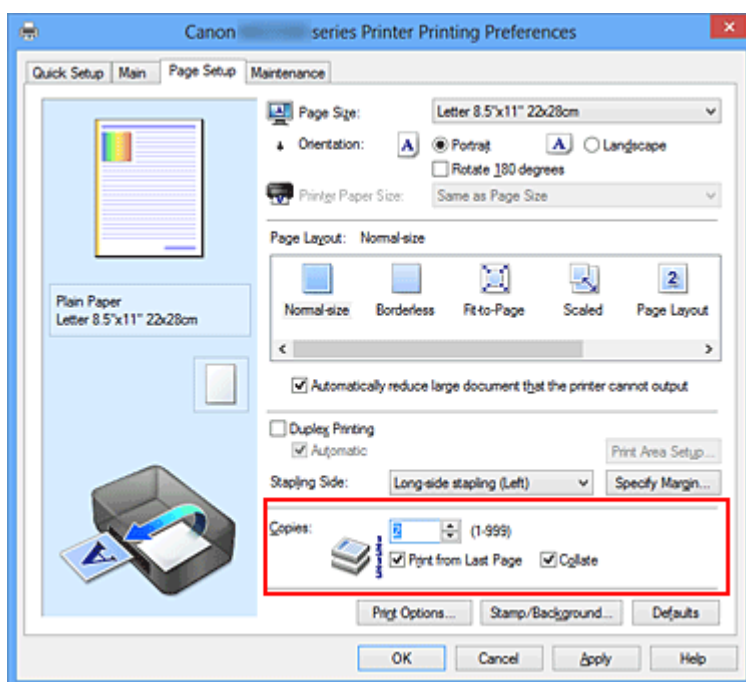 Canon series Printer Printing Preferences
Quick Setup Main Page Setup Maintenance
Page Size: Letter 8.5"x11" 22x28cm
Orientation: A Portrait A Landscape
Rotate 180 degrees
Printer Paper Size: Same as Page Size
Page Layout: Normal-size
2
Normal-size Borderless Fit-to-Page Scaled Page Layout
Plain Paper
Letter 8.5"x11" 22x28cm
Automatically reduce large document that the printer cannot output
Duplex Printing
Automatic Print Area Setup...
Stapling Side: Long-side stapling (Left) Specify Margin...
Copies: 2 (1-999)
Print from Last Page Collate
A
Print Options... Stamp/Background... Defaults
OK Cancel Apply Help